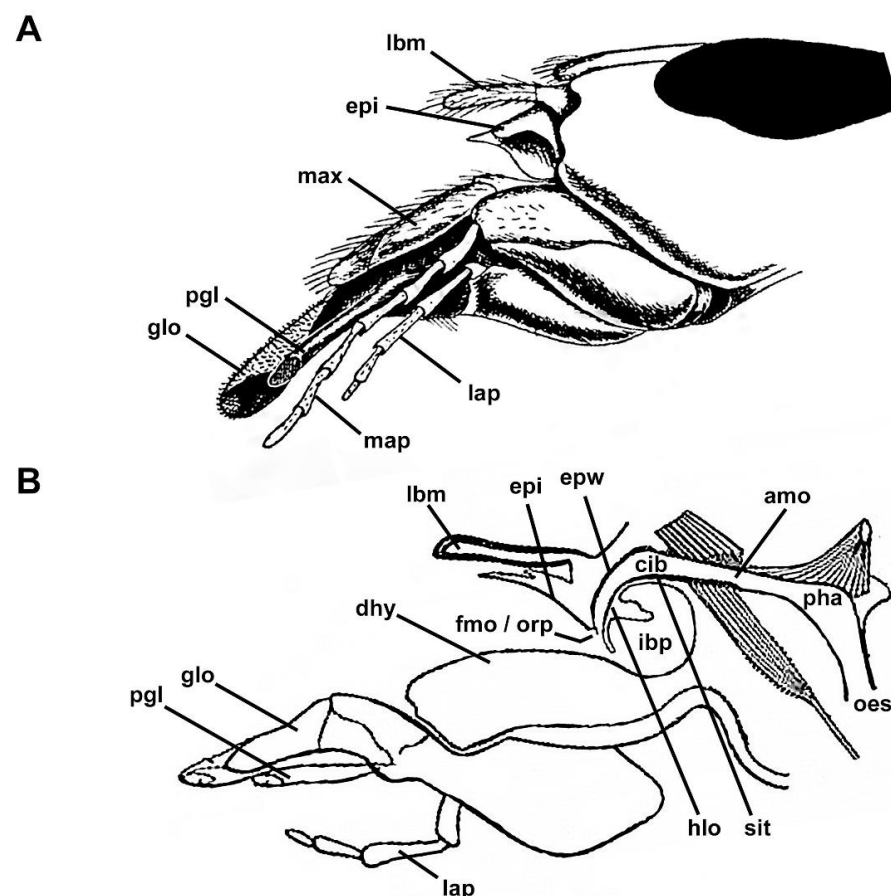 A
lbm
epi
max
pgl
glo
lap
map
B
lbm
epi
epw
amo
cib
pha
dhy
fmo / orp
ibp
glo
pgl
oes
hlo
sit
lap